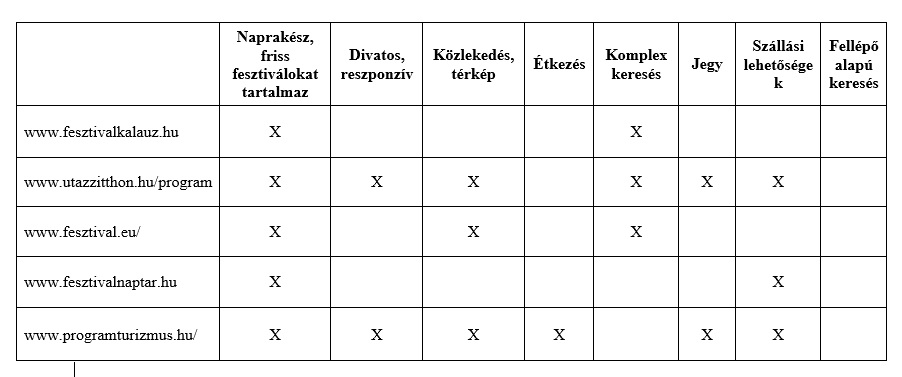 Naprakész, friss fesztiválokat tartalmaz | Divatos, reszponzív | Közlekedés, térkép | Étkezés | Komplex keresés | Jegy | Szállási lehetősége k | Fellépő alapú keresés
www.fesztivalkalauz.hu | X | | | | X | | |
www.utazzitthon.hu/program | X | X | X | | X | X | X |
www.fesztival.eu/ | X | | X | | X | | |
www.fesztivalnaptar.hu | X | | | | | | X |
www.programturizmus.hu/ | X | X | X | X | | X | X |